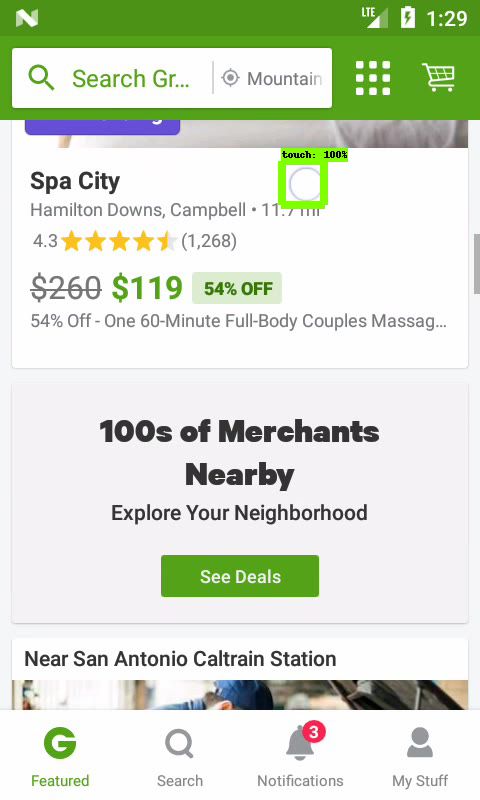 LTE 1:29
Search Gr... Mountain
touch: 100%
Spa City
Hamilton Downs, Campbell • 11.7 mi
4.3 (1,268)
$260 $119 54% OFF
54% Off - One 60-Minute Full-Body Couples Massag...
100s of Merchants
Nearby
Explore Your Neighborhood
See Deals
Near San Antonio Caltrain Station
3
Featured Search Notifications My Stuff